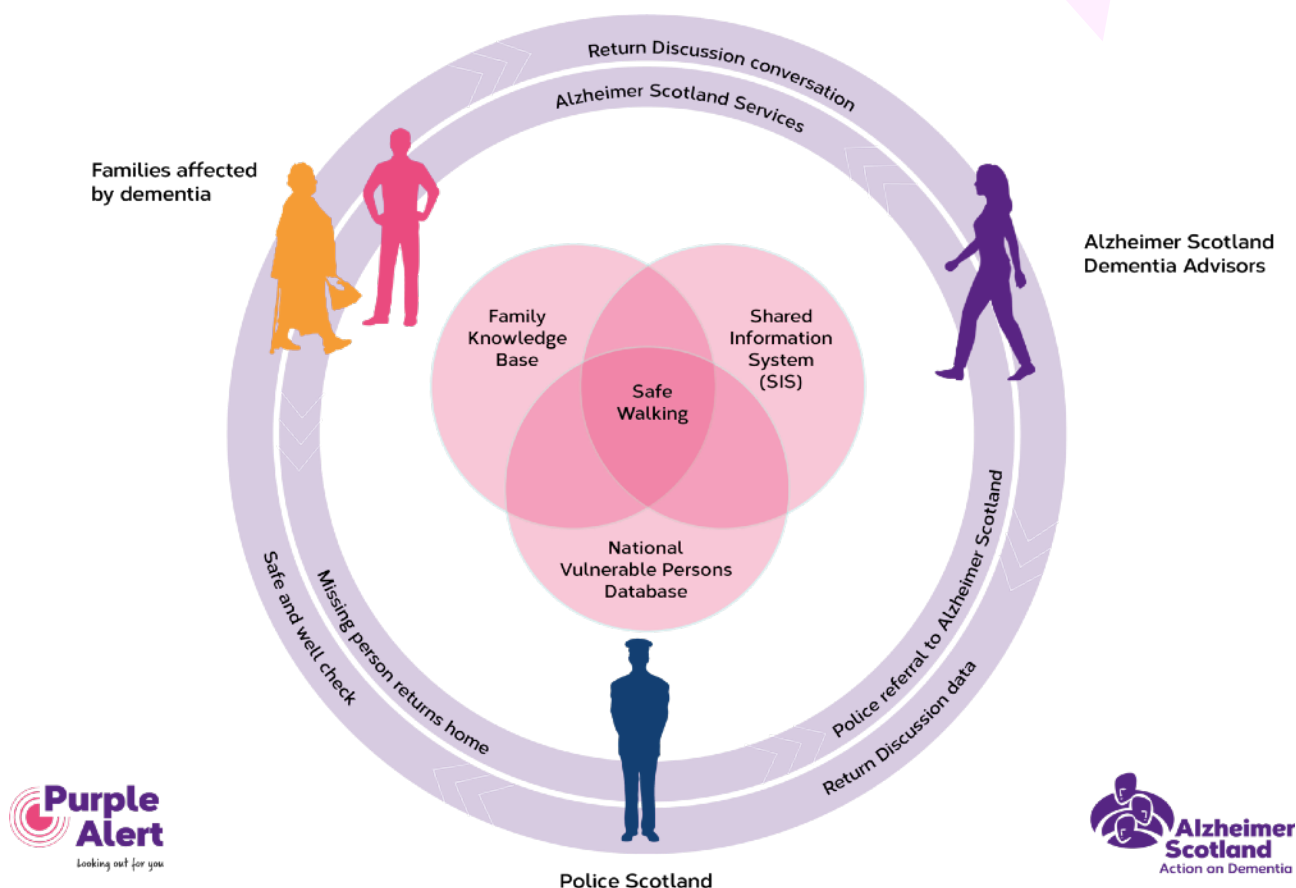 Return Discussion conversation
Alzheimer Scotland Services
Families affected
by dementia
Alzheimer Scotland
Dementia Advisors
Family
Knowledge
Base
Shared
Information
System
(SIS)
Safe
Walking
National
Vulnerable Persons
Database
Safe and well check
Missing person returns home
Police referral to Alzheimer Scotland
Return Discussion data
Police Scotland
Purple
Alert
Looking out for you
Alzheimer
Scotland
Action on Dementia